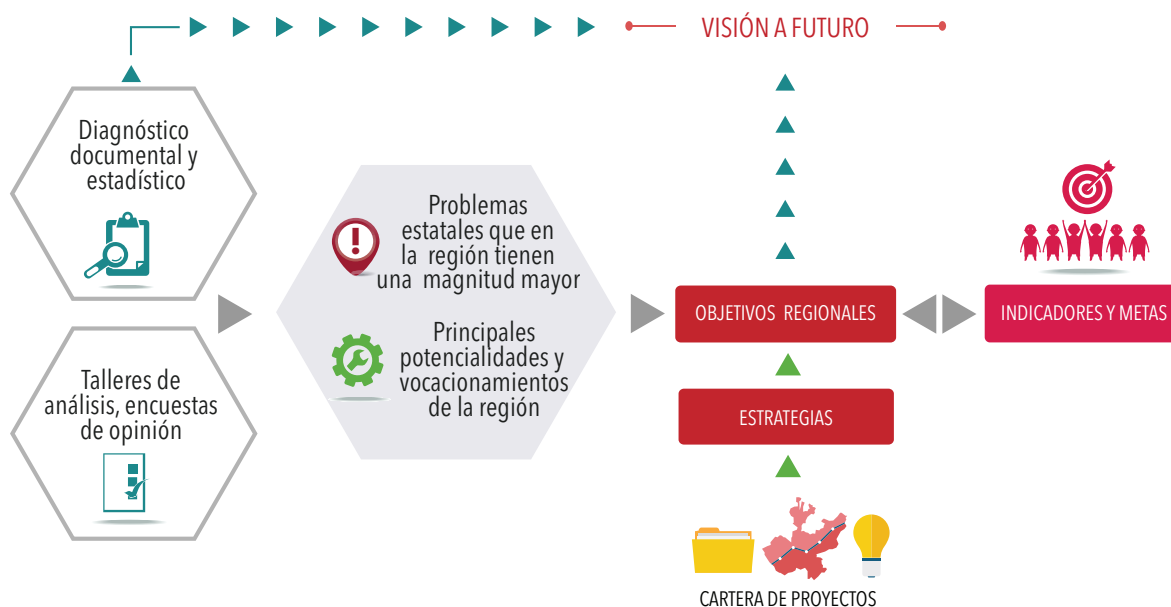 VISIÓN A FUTURO
Diagnóstico
documental y
estadístico
Talleres de
análisis, encuestas
de opinión
Problemas
estatales que en
la región tienen
una magnitud mayor
Principales
potencialidades y
vocacionamientos
de la región
OBJETIVOS REGIONALES
INDICADORES Y METAS
ESTRATEGIAS
CARTERA DE PROYECTOS